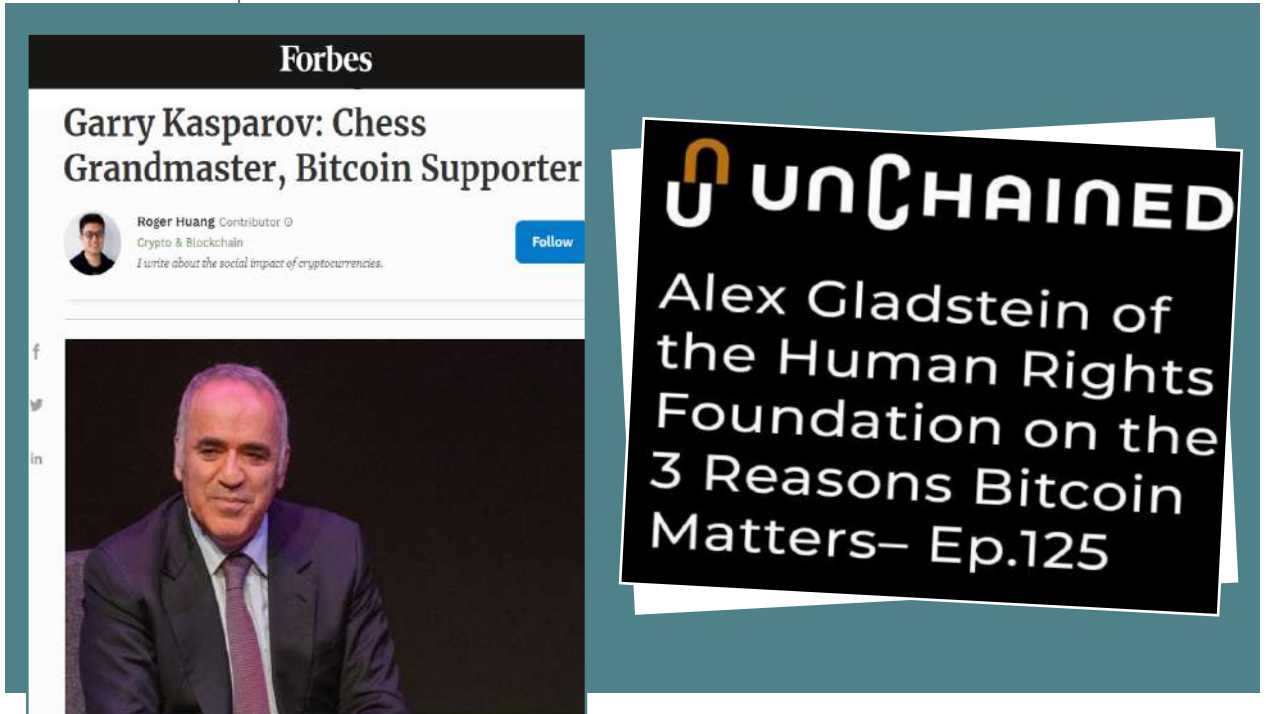 Forbes
Garry Kasparov: Chess
Grandmaster, Bitcoin Supporter
Roger Huang Contributor
Crypto & Blockchain
I write about the social impact of cryptocurrencies.
Follow
f
in
UNCHAINED
Alex Gladstein of
the Human Rights
Foundation on the
3 Reasons Bitcoin
Matters– Ep.125